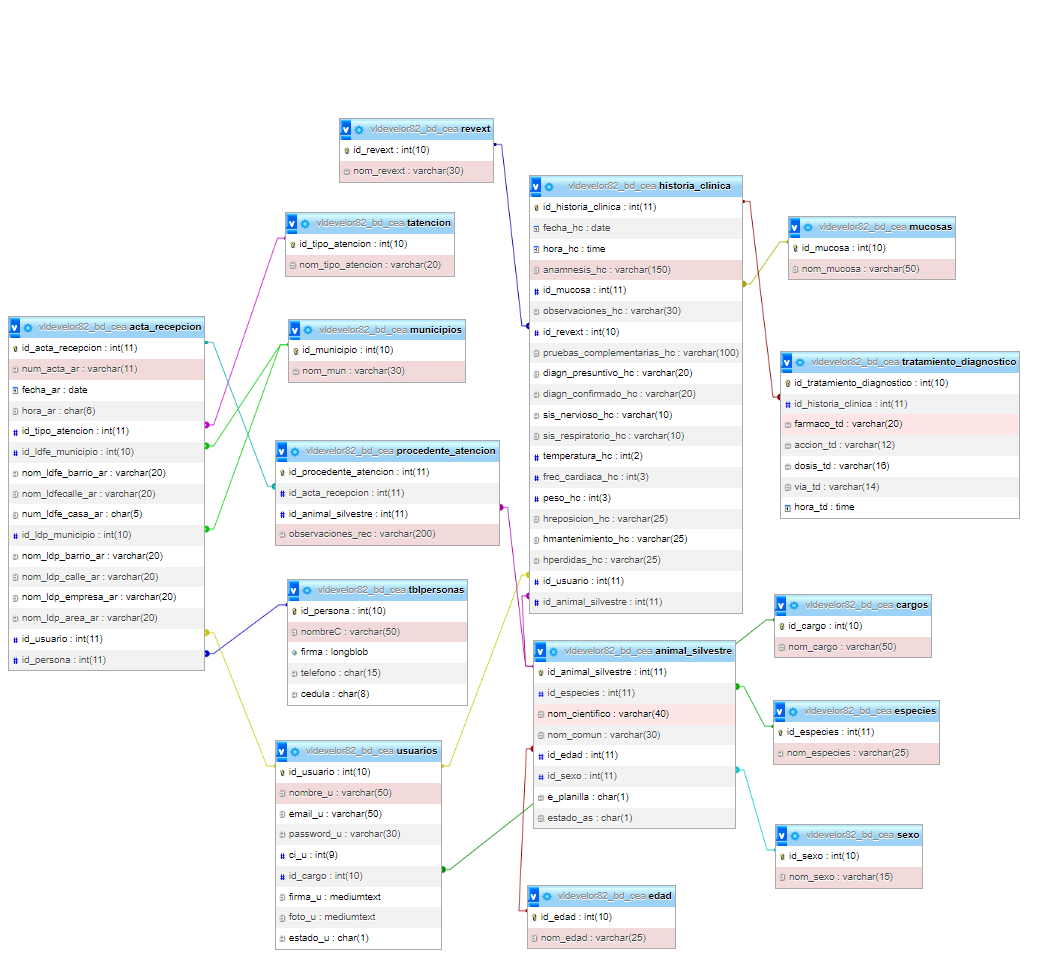 vldevelor82_bd_cea revext
id_revext : int(10)
nom_revext : varchar(30)
vldevelor82_bd_cea tatencion
id_tipo_atencion : int(10)
nom_tipo_atencion : varchar(20)
vldevelor82_bd_cea municipios
id_municipio : int(10)
nom_mun : varchar(30)
vldevelor82_bd_cea acta_recepcion
id_acta_recepcion : int(11)
num_acta_ar : varchar(11)
fecha_ar : date
hora_ar : char(6)
id_tipo_atencion : int(11)
id_ldfe_municipio : int(10)
nom_ldfe_barrio_ar : varchar(20)
nom_ldfecalle_ar : varchar(20)
num_ldfe_casa_ar : char(5)
id_ldp_municipio : int(10)
nom_ldp_barrio_ar : varchar(20)
nom_ldp_calle_ar : varchar(20)
nom_ldp_empresa_ar : varchar(20)
nom_ldp_area_ar : varchar(20)
id_usuario : int(11)
id_persona : int(11)
vldevelor82_bd_cea procedente_atencion
id_procedente_atencion : int(11)
id_acta_recepcion : int(11)
id_animal_silvestre : int(11)
observaciones_rec : varchar(200)
vldevelor82_bd_cea tblpersonas
id_persona : int(10)
nombreC : varchar(50)
firma : longblob
telefono : char(15)
cedula : char(8)
vldevelor82_bd_cea usuarios
id_usuario : int(10)
nombre_u : varchar(50)
email_u : varchar(50)
password_u : varchar(30)
ci_u : int(9)
id_cargo : int(10)
firma_u : mediumtext
foto_u : mediumtext
estado_u : char(1)
vldevelor82_bd_cea historia_clinica
id_historia_clinica : int(11)
fecha_hc : date
hora_hc : time
anamnesis_hc : varchar(150)
id_mucosa : int(11)
observaciones_hc : varchar(30)
id_revext : int(10)
pruebas_complementarias_hc : varchar(100)
diagn_presuntivo_hc : varchar(20)
diagn_confirmado_hc : varchar(20)
sis_nervioso_hc : varchar(10)
sis_respiratorio_hc : varchar(10)
temperatura_hc : int(2)
frec_cardiaca_hc : int(3)
peso_hc : int(3)
hreposicion_hc : varchar(25)
hmantenimiento_hc : varchar(25)
hperdidas_hc : varchar(25)
id_usuario : int(11)
id_animal_silvestre : int(11)
vldevelor82_bd_cea animal_silvestre
id_animal_silvestre : int(11)
id_especies : int(11)
nom_cientifico : varchar(40)
nom_comun : varchar(30)
id_edad : int(11)
id_sexo : int(11)
e_planilla : char(1)
estado_as : char(1)
vldevelor82_bd_cea edad
id_edad : int(10)
nom_edad : varchar(25)
vldevelor82_bd_cea mucosas
id_mucosa : int(10)
nom_mucosa : varchar(50)
vldevelor82_bd_cea tratamiento_diagnostico
id_tratamiento_diagnostico : int(10)
id_historia_clinica : int(11)
farmaco_td : varchar(20)
accion_td : varchar(12)
dosis_td : varchar(16)
via_td : varchar(14)
hora_td : time
vldevelor82_bd_cea cargos
id_cargo : int(10)
nom_cargo : varchar(50)
vldevelor82_bd_cea especies
id_especies : int(11)
nom_especies : varchar(25)
vldevelor82_bd_cea sexo
id_sexo : int(10)
nom_sexo : varchar(15)